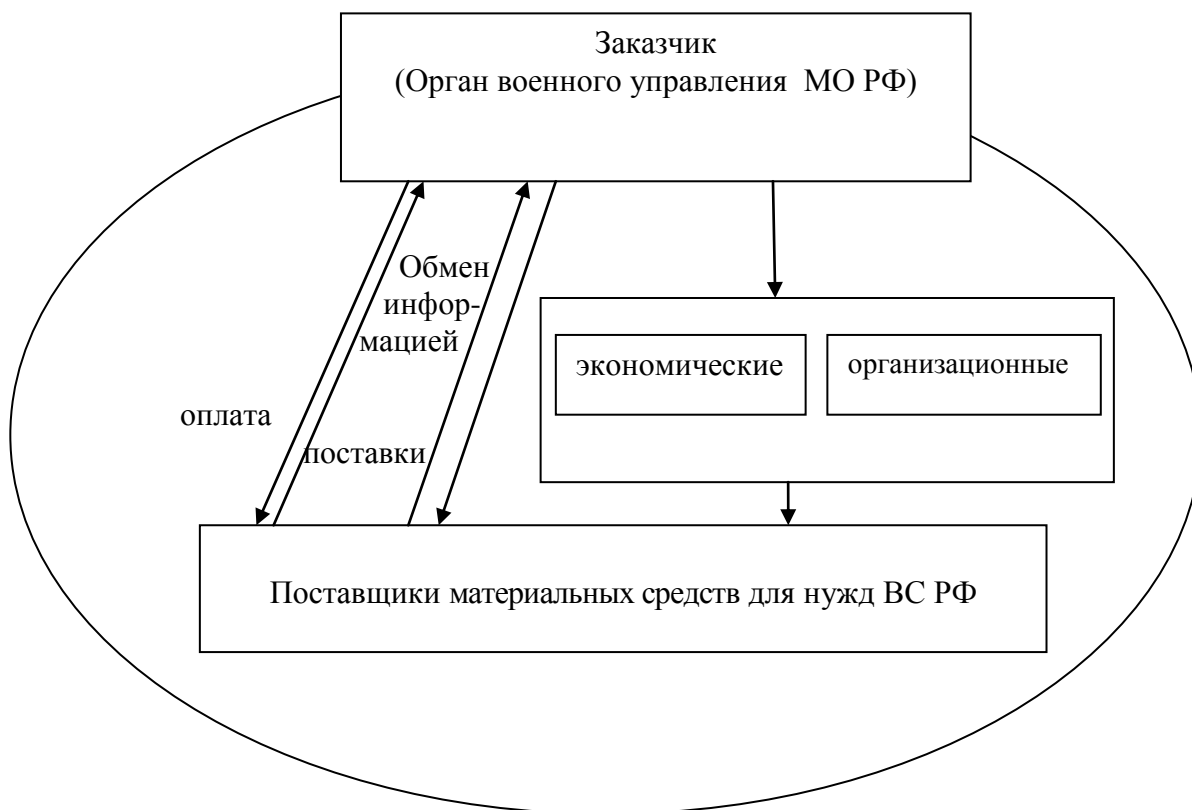 Заказчик
(Орган военного управления МО РФ)
Обмен
инфор-
мацией
экономические
организационные
оплата
поставки
Поставщики материальных средств для нужд ВС РФ